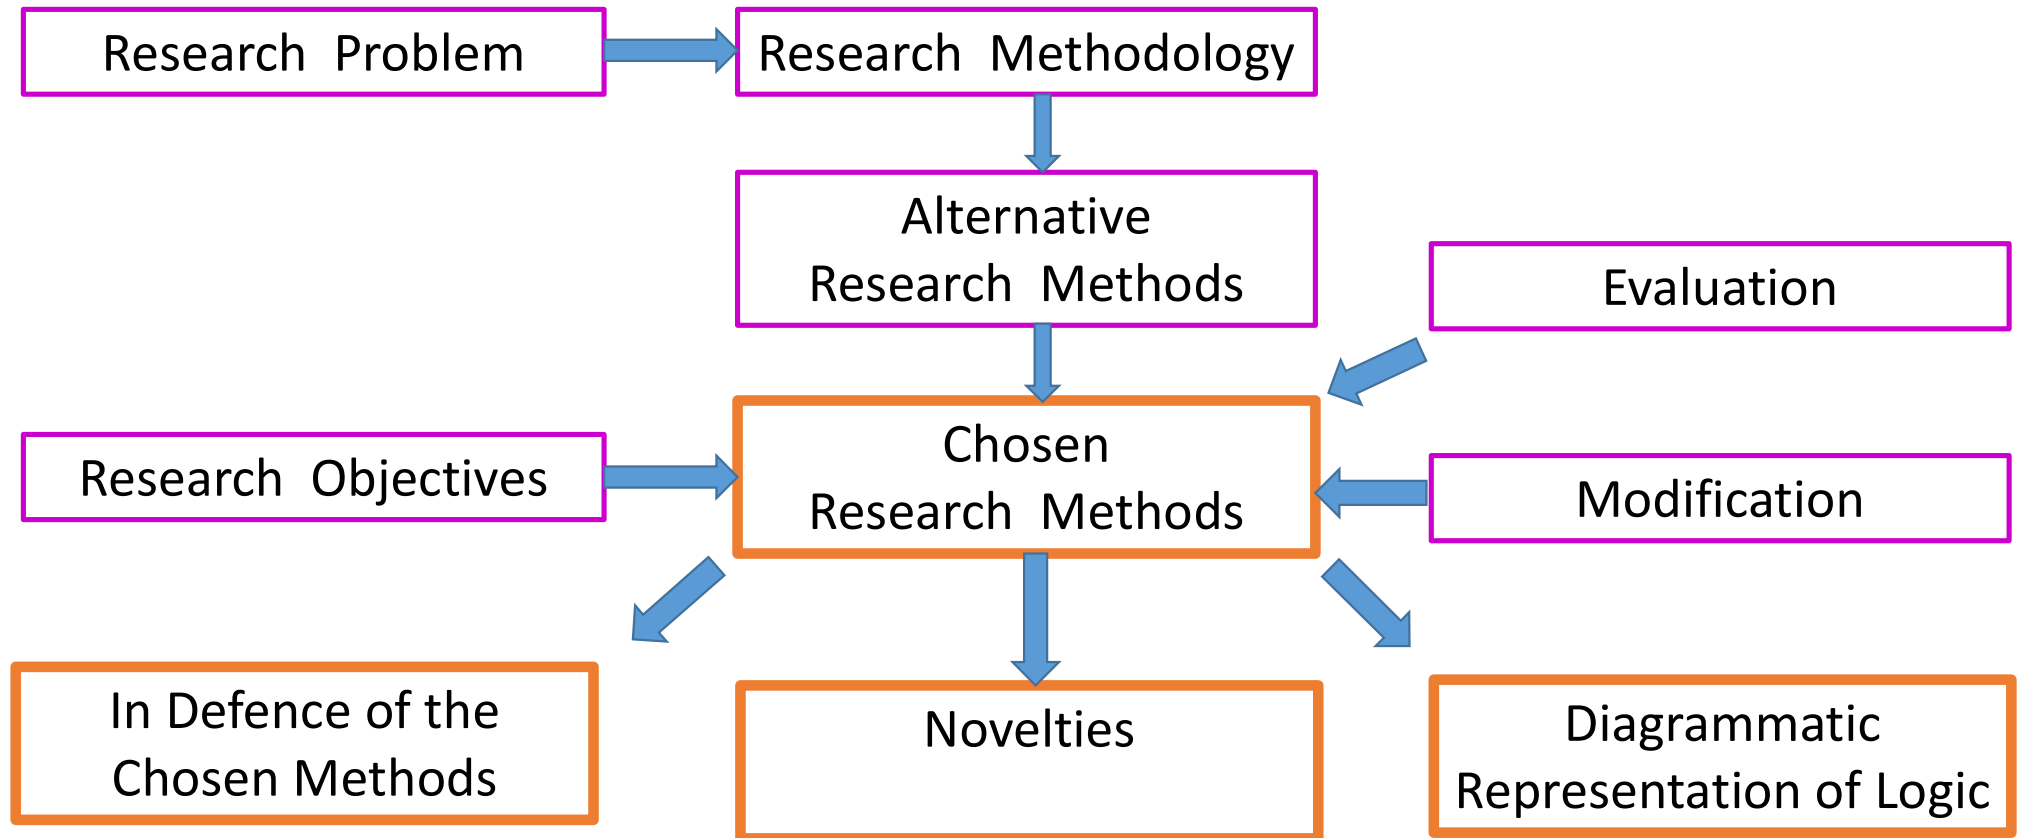 Research Problem
Research Methodology
Alternative
Research Methods
Evaluation
Research Objectives
Chosen
Research Methods
Modification
In Defence of the
Chosen Methods
Novelties
Diagrammatic
Representation of Logic